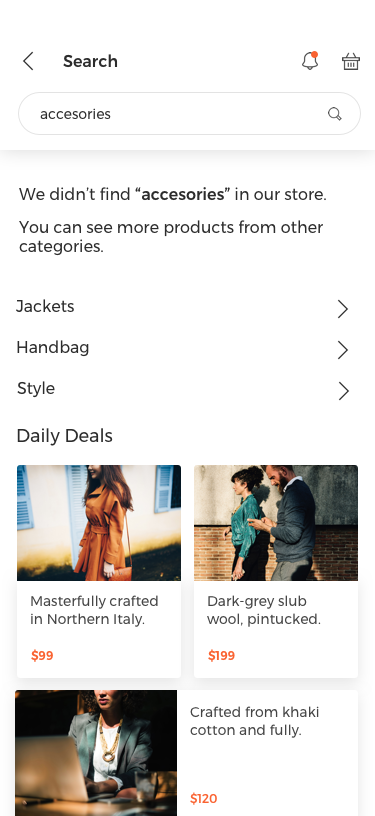 Search
accesories
We didn’t find “accesories” in our store.
You can see more products from other
categories.
Jackets
Handbag
Style
Daily Deals
Masterfully crafted
in Northern Italy.
$99
Dark-grey slub
wool, pintucked.
$199
Crafted from khaki
cotton and fully.
$120